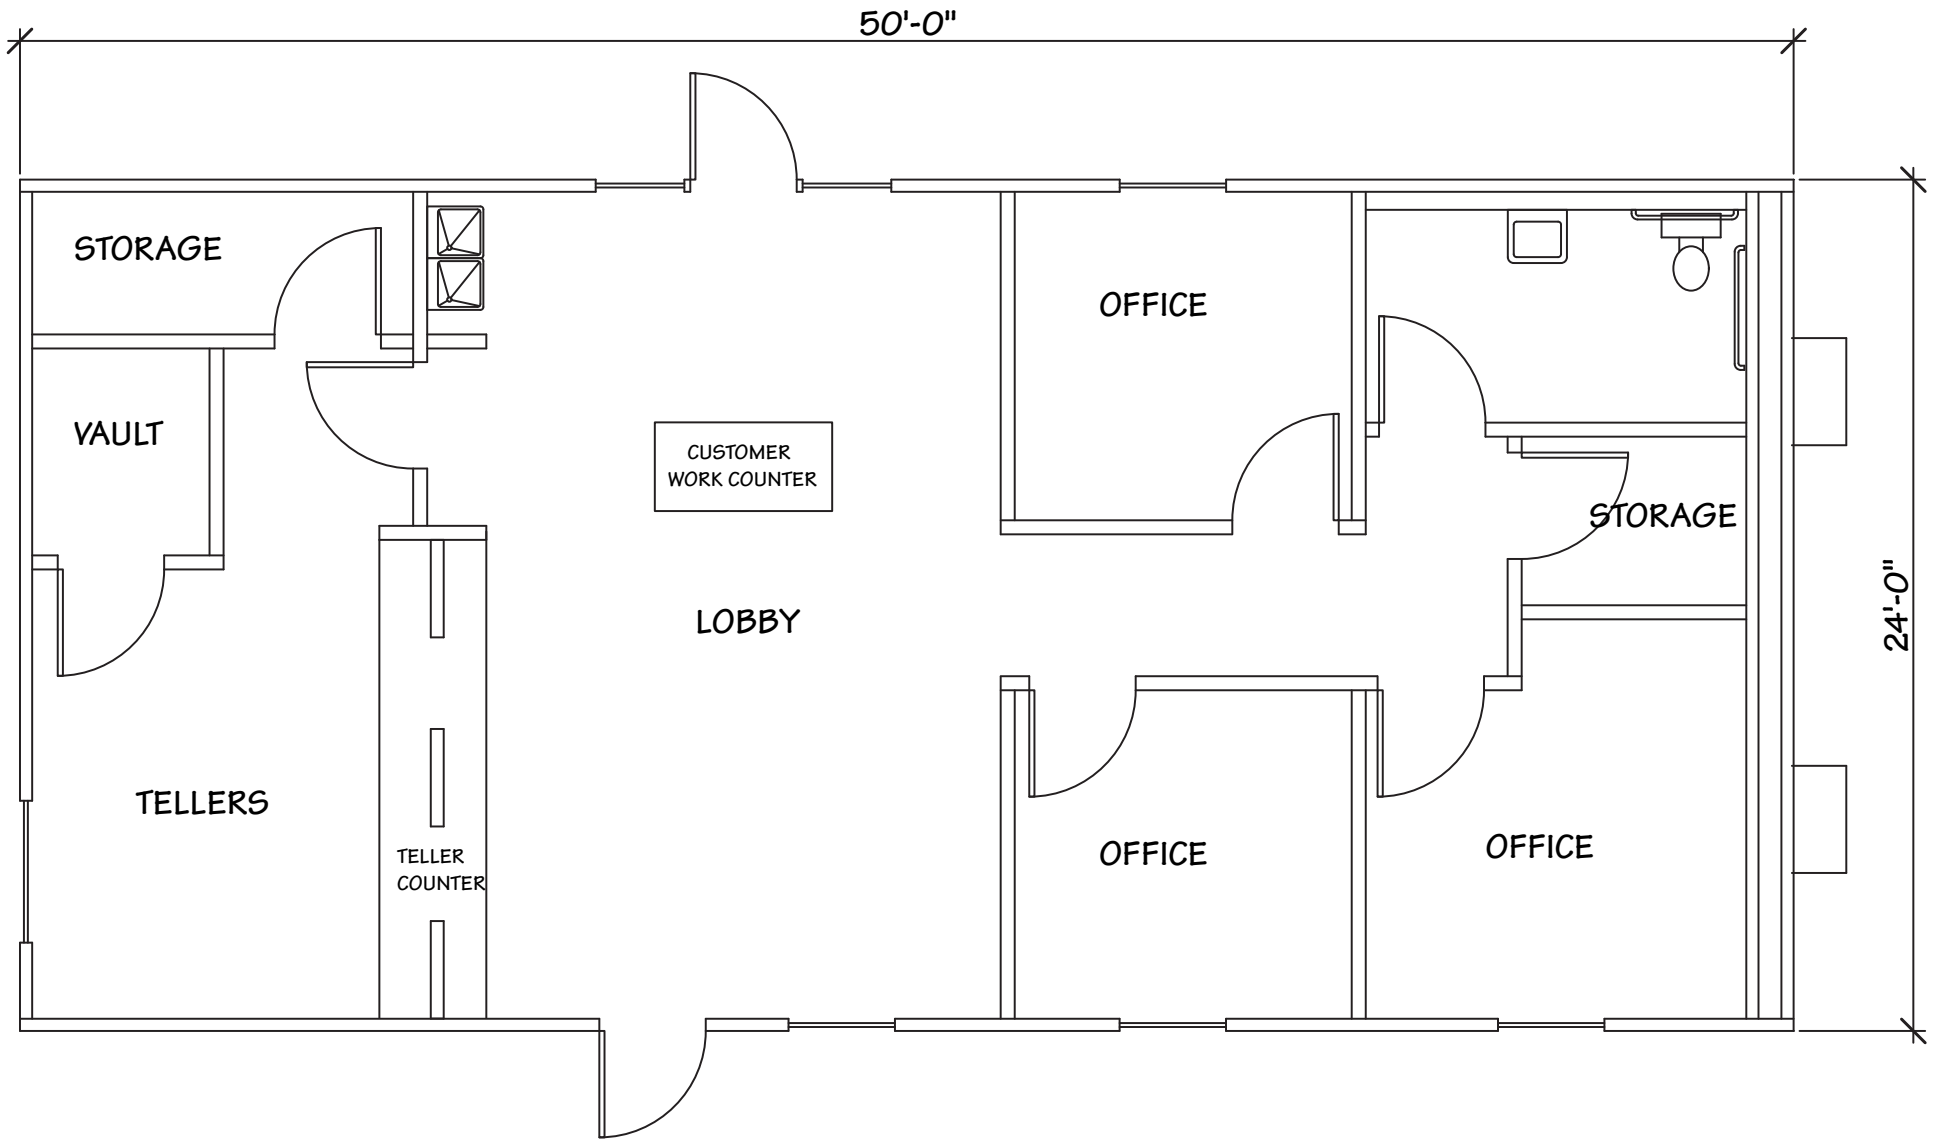 50'-0"
STORAGE
OFFICE
VAULT
CUSTOMER
WORK COUNTER
STORAGE
24'-0"
LOBBY
TELLERS
TELLER
COUNTER
OFFICE
OFFICE